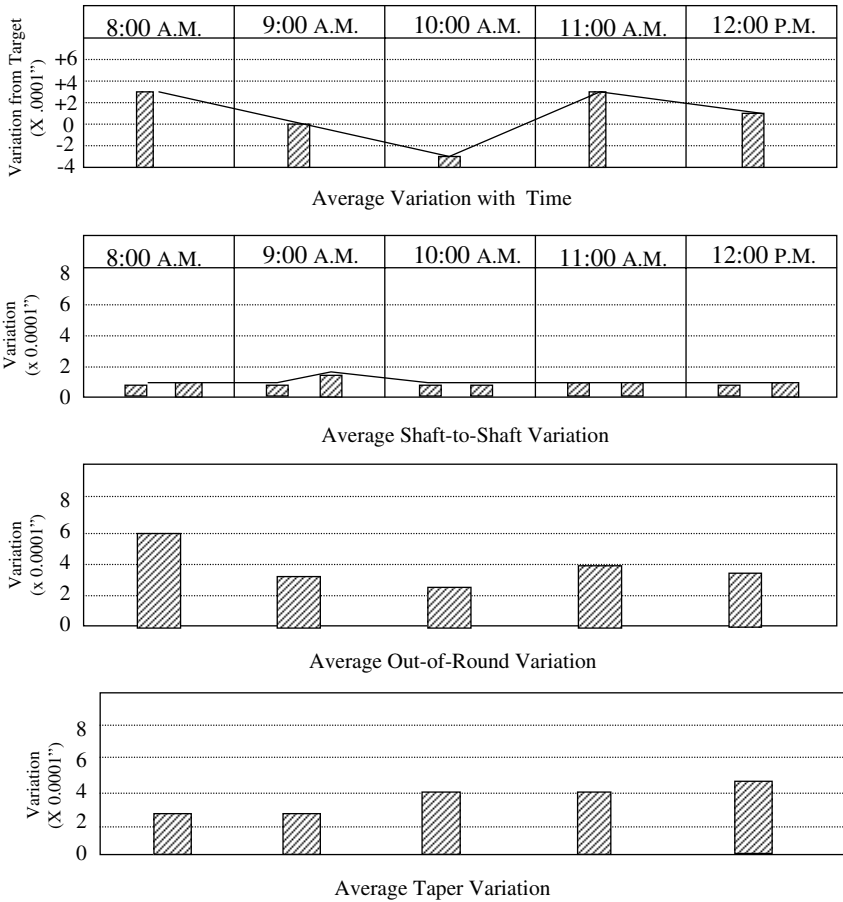 8:00 A.M. 9:00 A.M. 10:00 A.M. 11:00 A.M. 12:00 P.M.
Variation from Target
(X .0001")
+6
+4
+2
0
-2
-4
Average Variation with Time
8:00 A.M. 9:00 A.M. 10:00 A.M. 11:00 A.M. 12:00 P.M.
Variation
(x 0.0001")
8
6
4
2
0
Average Shaft-to-Shaft Variation
Variation
(x 0.0001")
8
6
4
2
0
Average Out-of-Round Variation
Variation
(X 0.0001")
8
6
4
2
0
Average Taper Variation